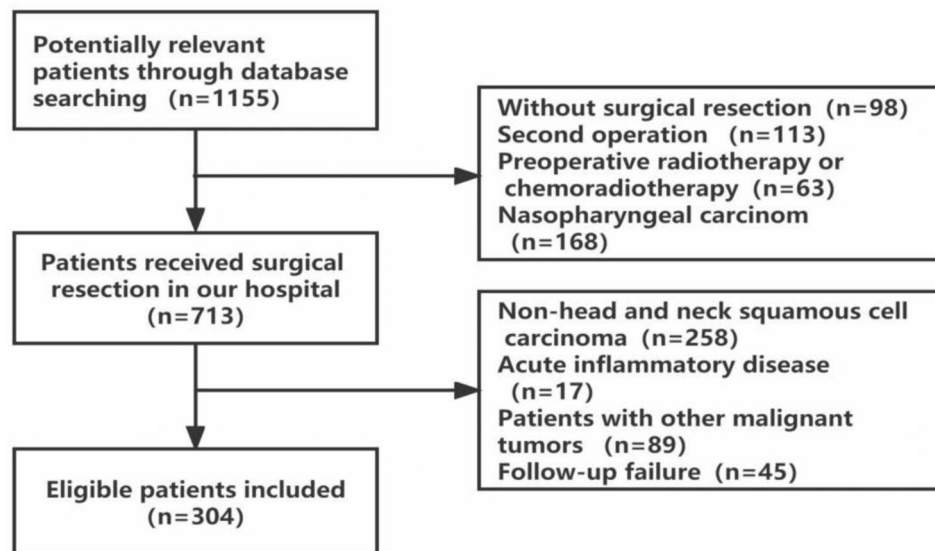 Potentially relevant
patients through database
searching (n=1155)
Without surgical resection (n=98)
Second operation (n=113)
Preoperative radiotherapy or
chemoradiotherapy (n=63)
Nasopharyngeal carcinom
(n=168)
Patients received surgical
resection in our hospital
(n=713)
Non-head and neck squamous cell
carcinoma (n=258)
Acute inflammatory disease
(n=17)
Patients with other malignant
tumors (n=89)
Follow-up failure (n=45)
Eligible patients included
(n=304)